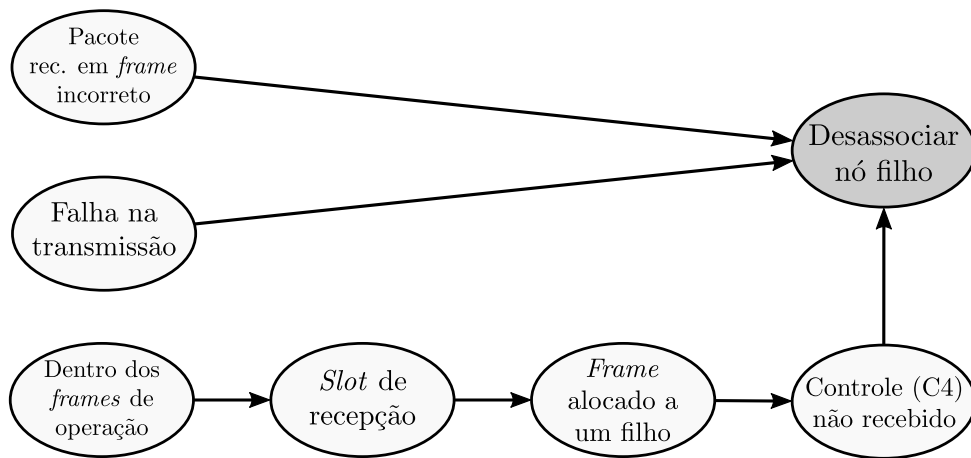 Pacote
rec. em frame
incorreto
Desassociar
nó filho
Falha na
transmissão
Dentro dos
frames de
operação
Slot de
recepção
Frame
alocado a
um filho
Controle (C4)
não recebido